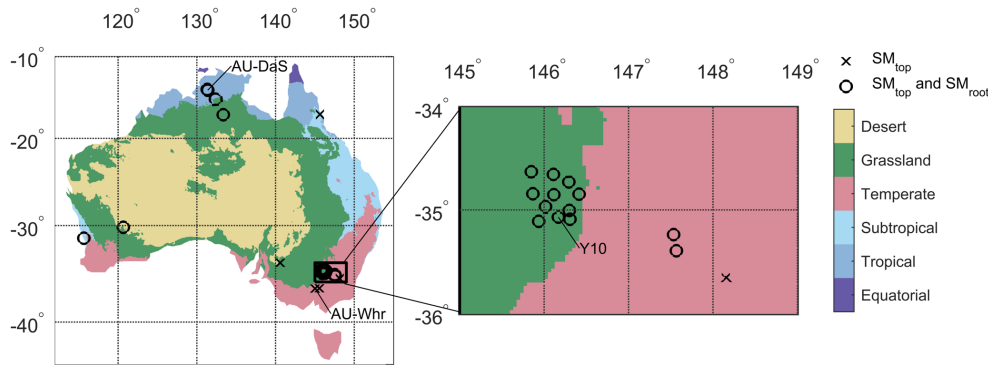 120° 130° 140° 150°
-10°
-20°
-30°
-40°
AU-DaS
AU-Whr
145° 146° 147° 148° 149°
-34°
-35°
-36°
Y10
SMtop
SMtop and SMroot
Desert
Grassland
Temperate
Subtropical
Tropical
Equatorial